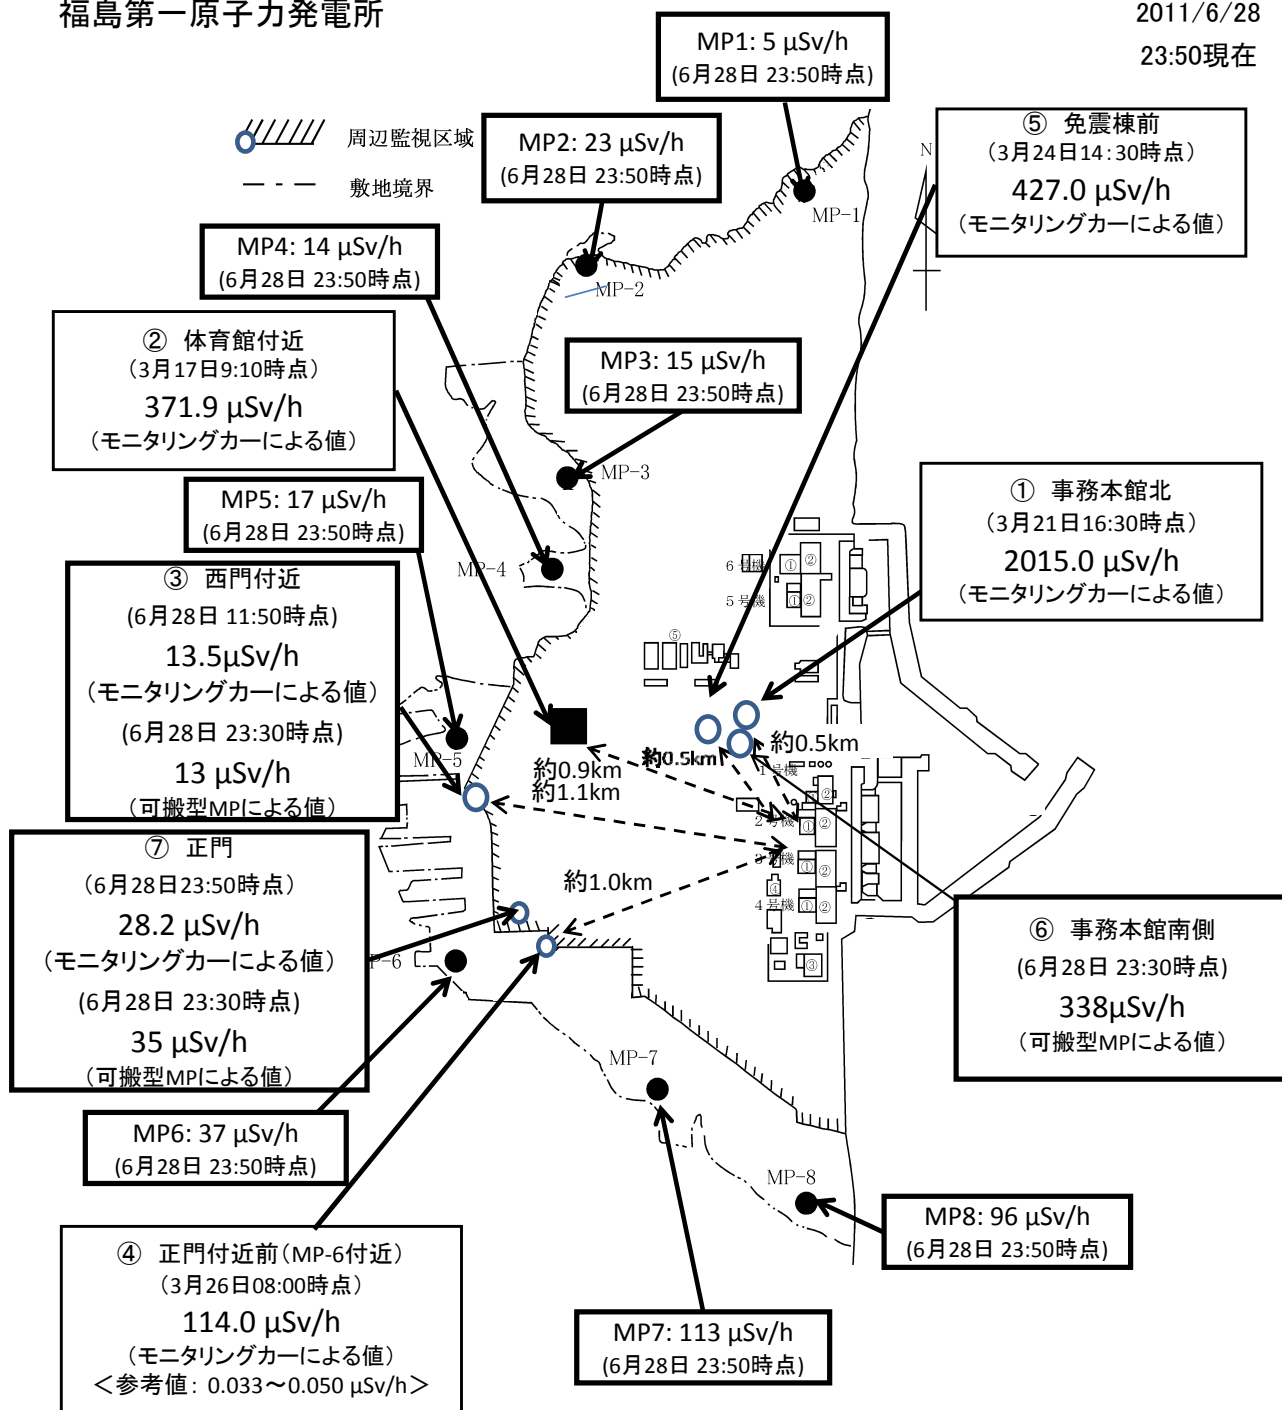 福島第一原子力発電所
2011/6/28
23:50現在
周辺監視区域
敷地境界
N
MP1: 5 μSv/h
(6月28日 23:50時点)
MP2: 23 μSv/h
(6月28日 23:50時点)
⑤ 免震棟前
（3月24日14:30時点）
427.0 μSv/h
（モニタリングカーによる値）
MP-1
MP4: 14 μSv/h
(6月28日 23:50時点)
MP-2
② 体育館付近
（3月17日9:10時点）
371.9 μSv/h
（モニタリングカーによる値）
MP3: 15 μSv/h
(6月28日 23:50時点)
MP-3
MP5: 17 μSv/h
(6月28日 23:50時点)
① 事務本館北
（3月21日16:30時点）
2015.0 μSv/h
（モニタリングカーによる値）
MP-4
③ 西門付近
(6月28日 11:50時点)
13.5μSv/h
（モニタリングカーによる値）
(6月28日 23:30時点)
13 μSv/h
（可搬型MPによる値）
6号機
①
②
5号機
①
②
⑤
MP-5
約0.9km
約1.1km
約0.5km
約0.5km
1号機
②
2号機
①
②
3号機
①
②
④
4号機
①
②
③
約1.0km
⑦ 正門
（6月28日23:50時点）
28.2 μSv/h
（モニタリングカーによる値）
(6月28日 23:30時点)
35 μSv/h
（可搬型MPによる値）
P-6
⑥ 事務本館南側
(6月28日 23:30時点)
338μSv/h
（可搬型MPによる値）
MP-7
MP6: 37 μSv/h
(6月28日 23:50時点)
MP-8
MP8: 96 μSv/h
(6月28日 23:50時点)
④ 正門付近前（MP-6付近）
（3月26日08:00時点）
114.0 μSv/h
（モニタリングカーによる値）
＜参考値: 0.033～0.050 μSv/h＞
MP7: 113 μSv/h
(6月28日 23:50時点)